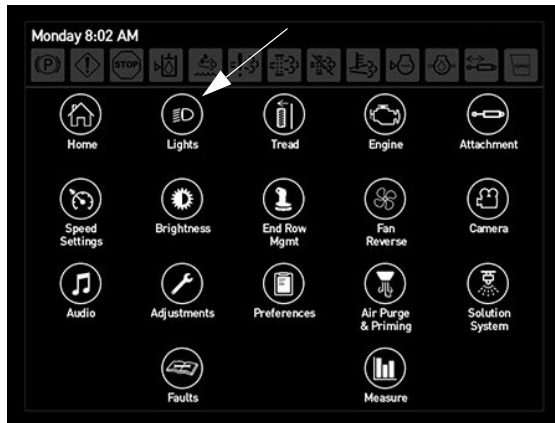 Monday 8:02 AM
(P) STOP
Home Lights Tread Engine Attachment
Speed Brightness End Row Fan Camera
Settings Mgmt Reverse
Audio Adjustments Preferences Air Purge Solution
& Priming System
Faults Measure